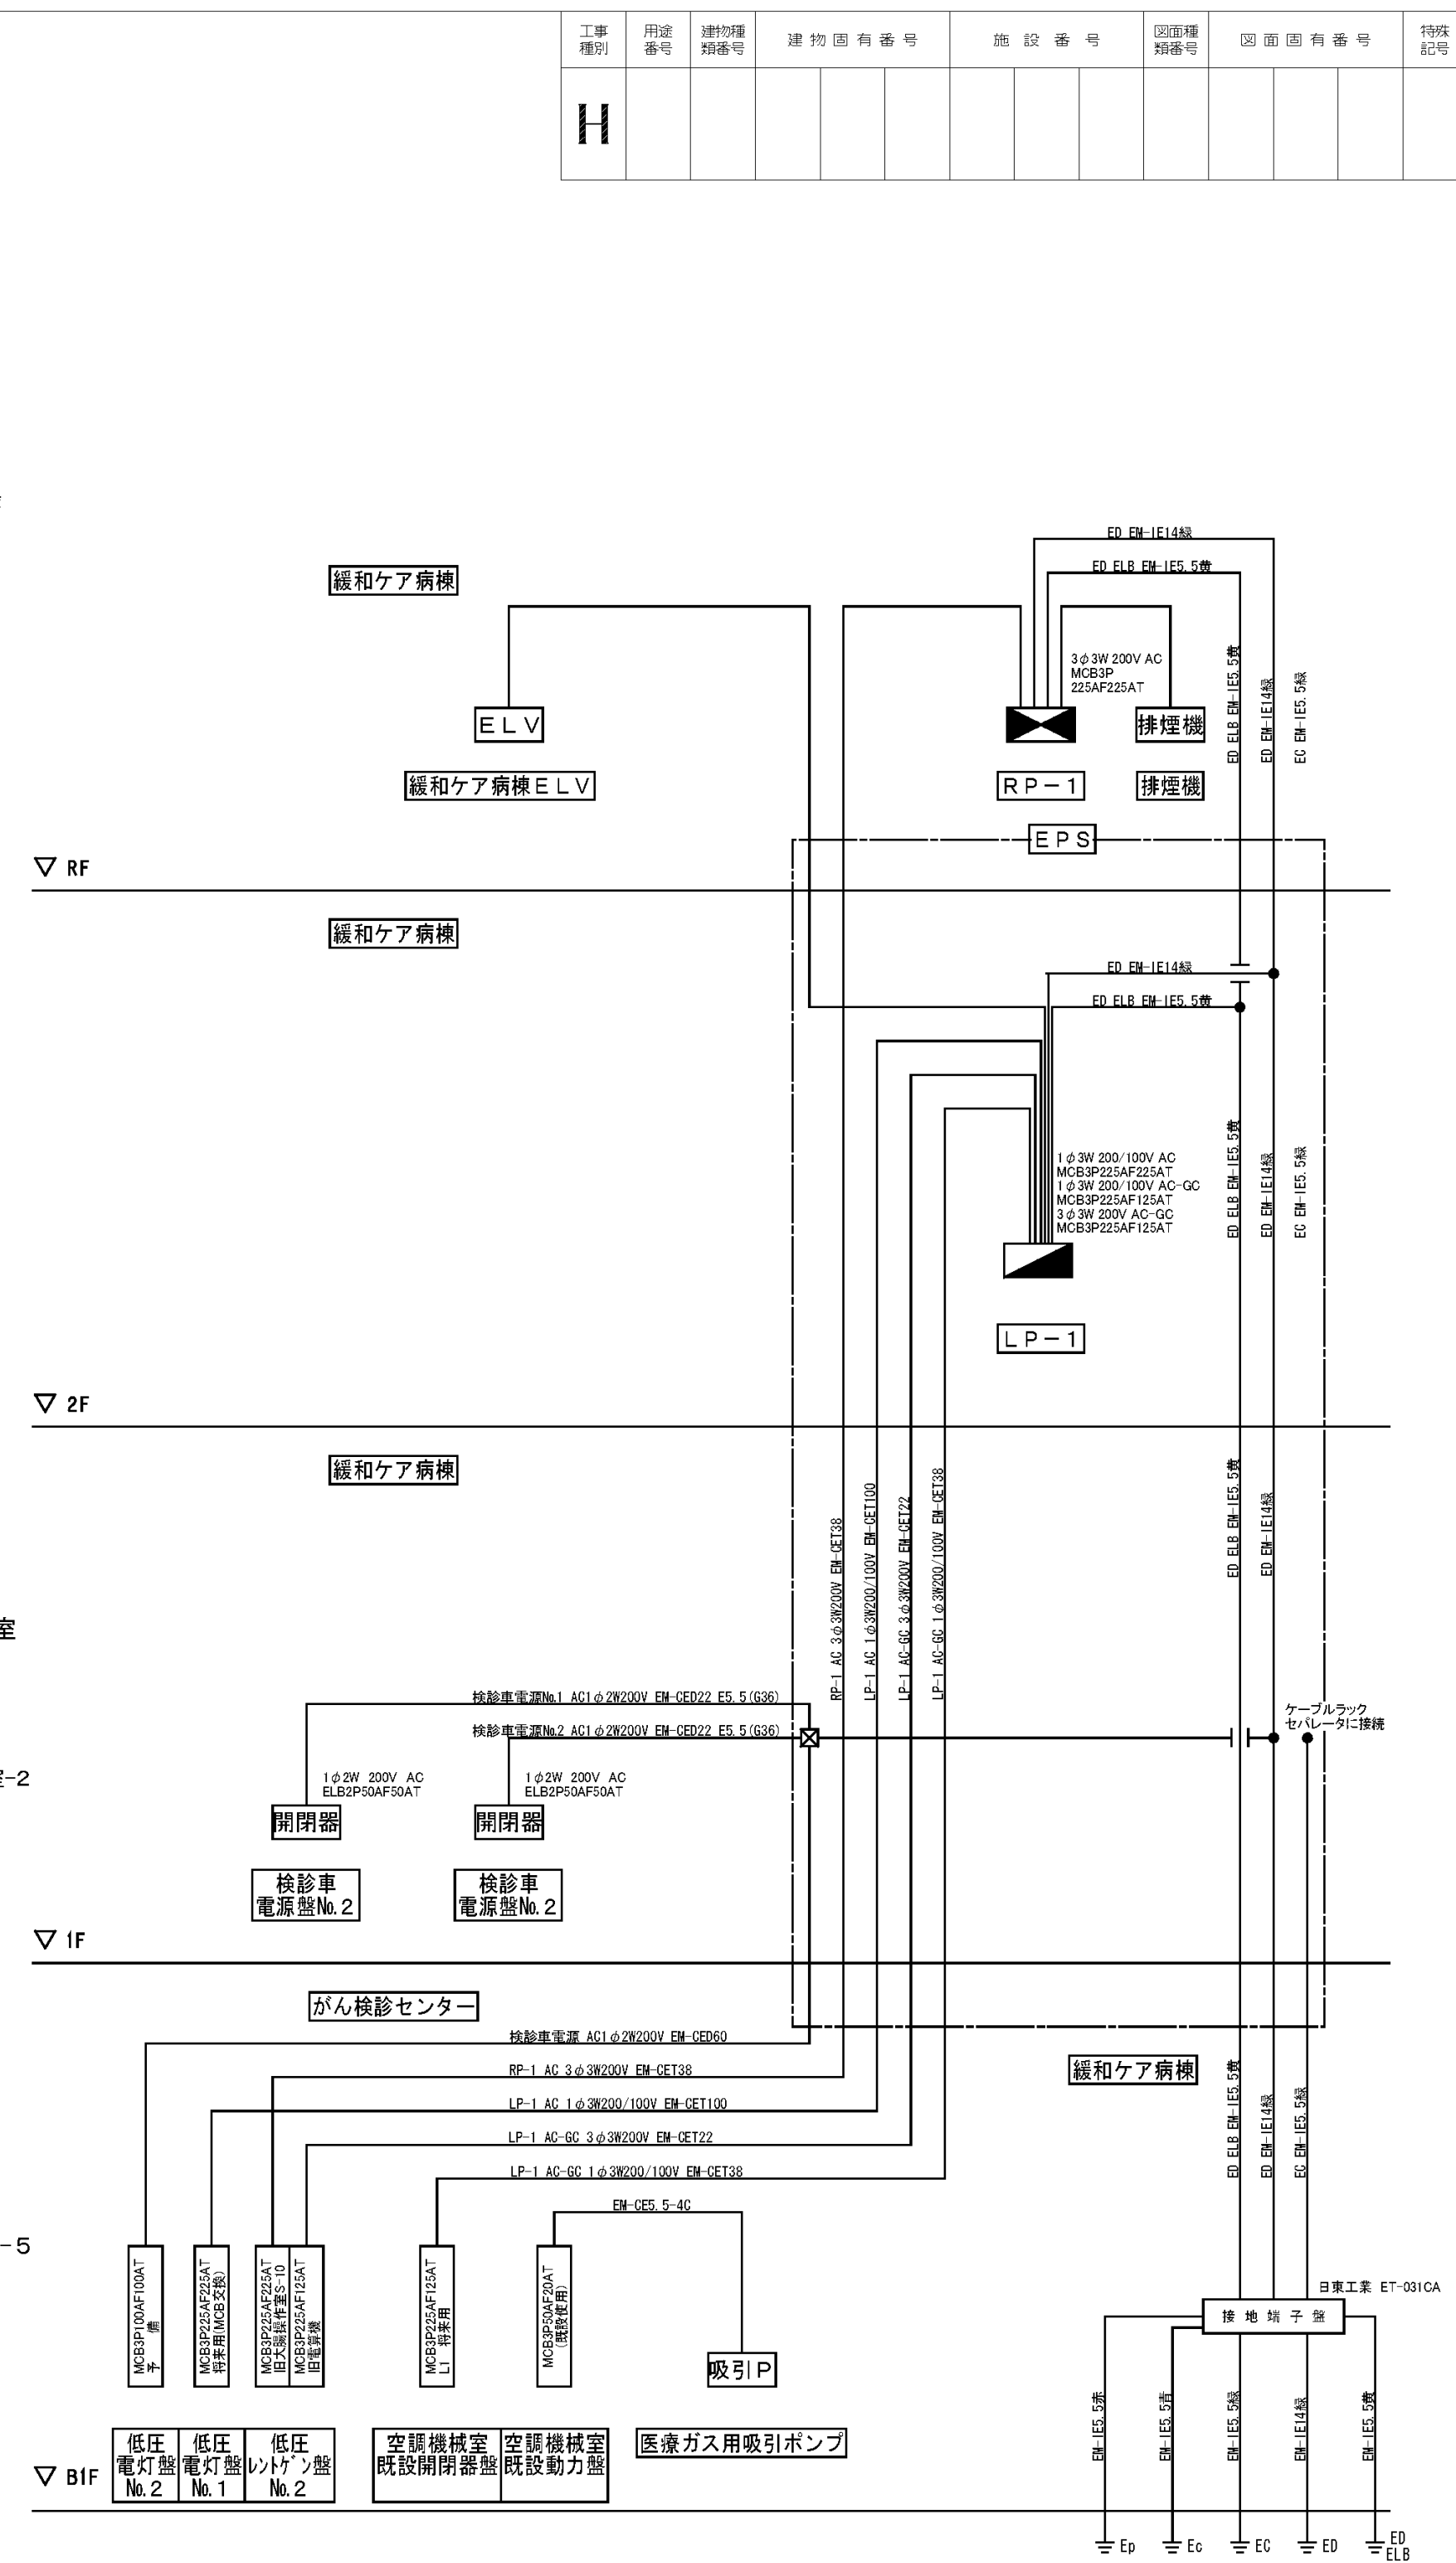 工事
種別
用途
番号
建物種
類番号
建物固有番号
施設番号
図面種
類番号
図面固有番号
特殊
記号
H
ED EM-IE14緑
緩和ケア病棟
ED ELB EM-IE5.5黄
3φ3W 200V AC
MCB3P
225AF225AT
ED ELB EM-IE5.5黄
ED EM-IE14緑
EC EM-IE5.5緑
ELV
排煙機
緩和ケア病棟ELV
RP-1
排煙機
EPS
▽ RF
緩和ケア病棟
ED EM-IE14緑
ED ELB EM-IE5.5黄
1φ3W 200/100V AC
MCB3P225AF225AT
1φ3W 200/100V AC-GC
MCB3P225AF125AT
3φ3W 200V AC-GC
MCB3P225AF125AT
ED ELB EM-IE5.5黄
ED EM-IE14緑
EC EM-IE5.5緑
LP-1
▽ 2F
緩和ケア病棟
RP-1 AC 3φ3W200V EM-CET38
LP-1 AC 1φ3W200/100V EM-CET100
LP-1 AC-GC 3φ3W200V EM-CET22
LP-1 AC-GC 1φ3W200/100V EM-CET38
ED ELB EM-IE5.5黄
ED EM-IE14緑
室
検診車電源No.1 AC1φ2W200V EM-CED22 E5.5(G36)
検診車電源No.2 AC1φ2W200V EM-CED22 E5.5(G36)
ケーブルラック
セパレータに接続
室-2
1φ2W 200V AC
ELB2P50AF50AT
1φ2W 200V AC
ELB2P50AF50AT
開閉器
開閉器
検診車
電源盤No.2
検診車
電源盤No.2
▽ 1F
がん検診センター
検診車電源 AC1φ2W200V EM-CED60
緩和ケア病棟
RP-1 AC 3φ3W200V EM-CET38
LP-1 AC 1φ3W200/100V EM-CET100
LP-1 AC-GC 3φ3W200V EM-CET22
LP-1 AC-GC 1φ3W200/100V EM-CET38
EM-CE5.5-4C
ED ELB EM-IE5.5黄
ED EM-IE14緑
EC EM-IE5.5緑
-5
MCB3P100AF100AT
予 備
MCB3P225AF225AT
将来用(MCB交換)
MCB3P225AF225AT
旧大腸操作室S-10
MCB3P225AF125AT
旧電算機
MCB3P225AF125AT
L1 将来用
MCB3P50AF20AT
(既設使用)
吸引P
日東工業 ET-031CA
接地端子盤
EM-IE5.5赤
EM-IE5.5青
EM-IE5.5緑
EM-IE14緑
EM-IE5.5黄
低圧
電灯盤
No.2
低圧
電灯盤
No.1
低圧
レントゲン盤
No.2
空調機械室
既設開閉器盤
空調機械室
既設動力盤
医療ガス用吸引ポンプ
▽ B1F
Ep
Ec
EC
ED
ED
ELB